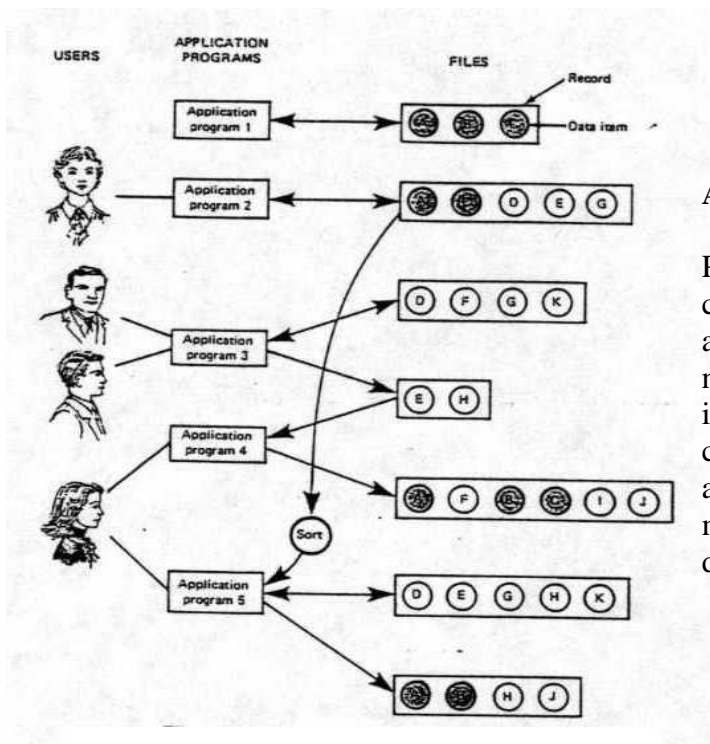 USERS
APPLICATION
PROGRAMS
FILES
Record
Application
program 1
Data item
Application
program 2
D E G
D F G K
Application
program 3
E H
Application
program 4
A F B C I J
Sort
Application
program 5
D E G H K
H J